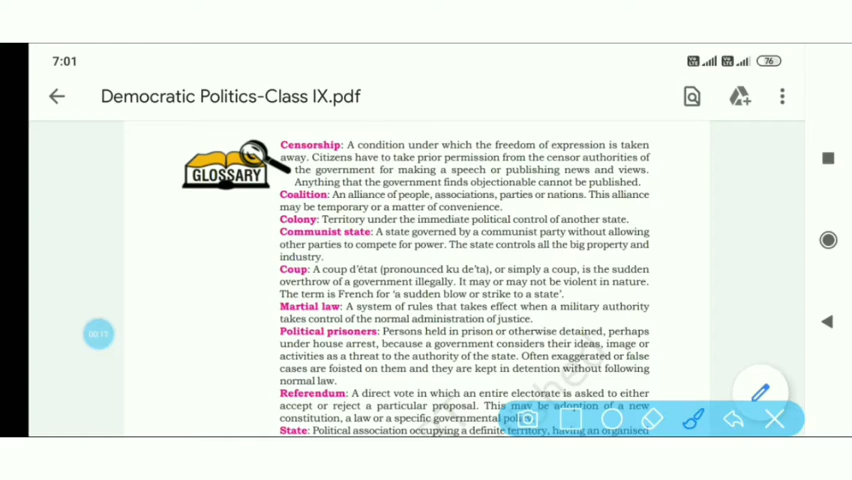 7:01
76
Democratic Politics-Class IX.pdf
GLOSSARY
Censorship: A condition under which the freedom of expression is taken
away. Citizens have to take prior permission from the censor authorities of
the government for making a speech or publishing news and views.
Anything that the government finds objectionable cannot be published.
Coalition: An alliance of people, associations, parties or nations. This alliance
may be temporary or a matter of convenience.
Colony: Territory under the immediate political control of another state.
Communist state: A state governed by a communist party without allowing
other parties to compete for power. The state controls all the big property and
industry.
Coup: A coup d'état (pronounced ku de'ta), or simply a coup, is the sudden
overthrow of a government illegally. It may or may not be violent in nature.
The term is French for 'a sudden blow or strike to a state'.
Martial law: A system of rules that takes effect when a military authority
takes control of the normal administration of justice.
00:11
Political prisoners: Persons held in prison or otherwise detained, perhaps
under house arrest, because a government considers their ideas, image or
activities as a threat to the authority of the state. Often exaggerated or false
cases are foisted on them and they are kept in detention without following
normal law.
Referendum: A direct vote in which an entire electorate is asked to either
accept or reject a particular proposal. This may be adoption of a new
constitution, a law or a specific governmental policy.
State: Political association occupying a definite territory, having an organised